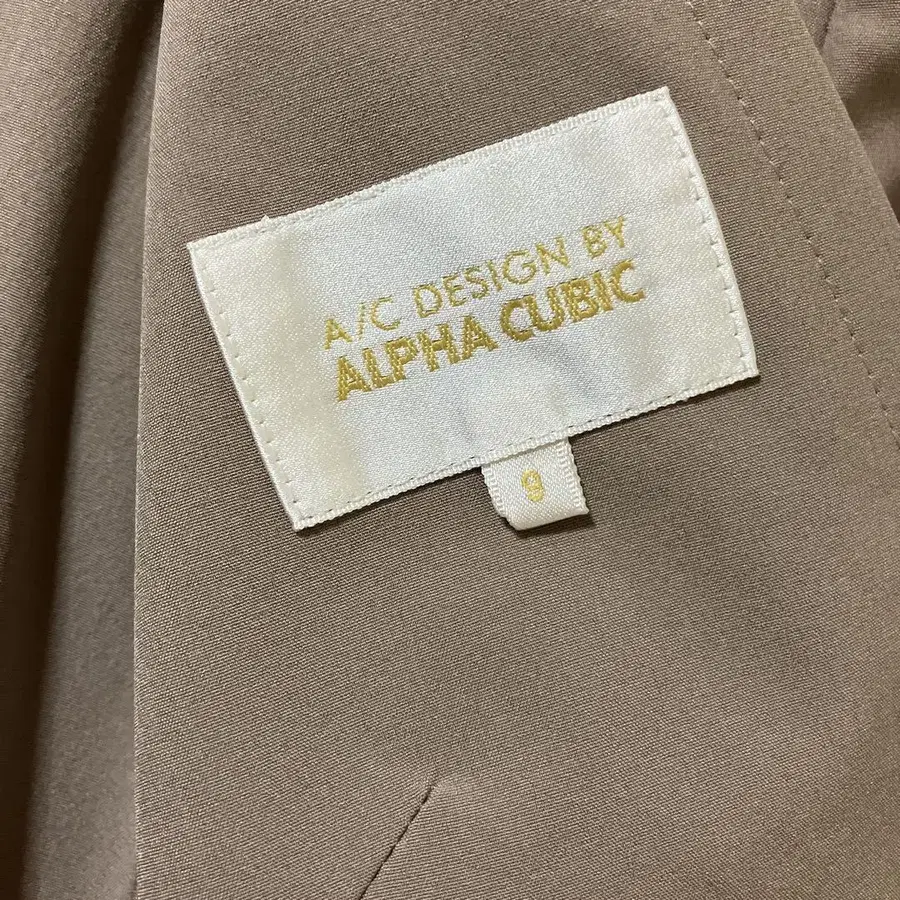 A/C DESIGN BY
ALPHA CUBIC
9